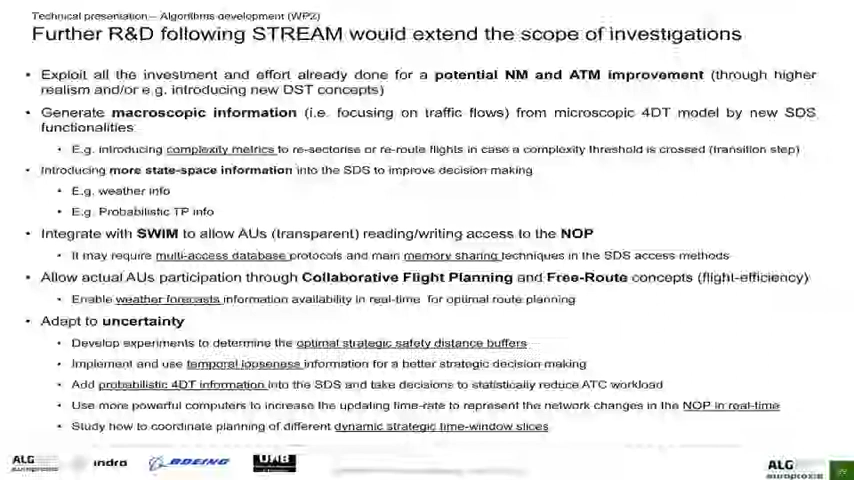 Technical presentation – Algorithms development (WP2)
Further R&D following STREAM would extend the scope of investigations
• Exploit all the investment and effort already done for a potential NM and ATM improvement (through higher
realism and/or e.g. introducing new DST concepts)
• Generate macroscopic information (i.e. focusing on traffic flows) from microscopic 4DT model by new SDS
functionalities
• E.g. introducing complexity metrics to re-sectorise or re-route flights in case a complexity threshold is crossed (transition step)
• Introducing more state-space information into the SDS to improve decision making
• E.g. weather info
• E.g. Probabilistic TP info
• Integrate with SWIM to allow AUs (transparent) reading/writing access to the NOP
• It may require multi-access database protocols and main memory sharing techniques in the SDS access methods
• Allow actual AUs participation through Collaborative Flight Planning and Free-Route concepts (flight-efficiency)
• Enable weather forecasts information availability in real-time for optimal route planning
• Adapt to uncertainty
• Develop experiments to determine the optimal strategic safety distance buffers
• Implement and use temporal looseness information for a better strategic decision making
• Add probabilistic 4DT information into the SDS and take decisions to statistically reduce ATC workload
• Use more powerful computers to increase the updating time-rate to represent the network changes in the NOP in real-time
• Study how to coordinate planning of different dynamic strategic time-window slices
ALG
europraxis
indra
BOEING
UAB
ALG
europraxis